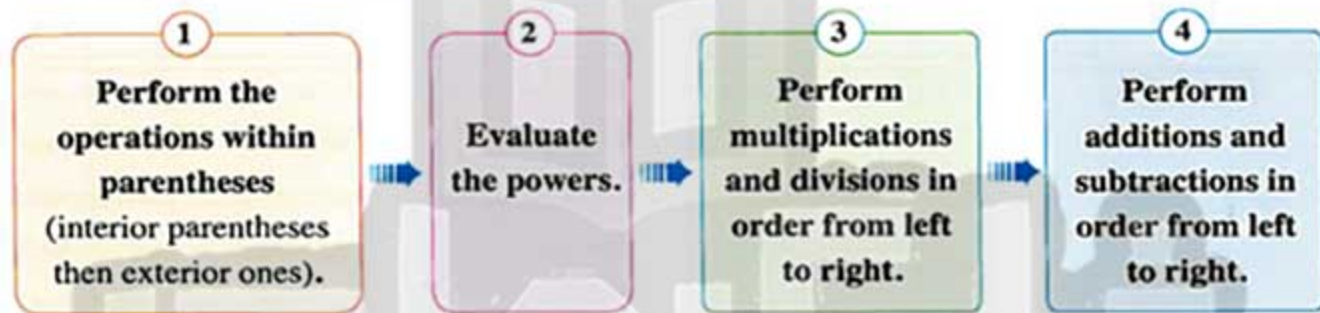 1
Perform the
operations within
parentheses
(interior parentheses
then exterior ones).
2
Evaluate
the powers.
3
Perform
multiplications
and divisions in
order from left
to right.
4
Perform
additions and
subtractions in
order from left
to right.